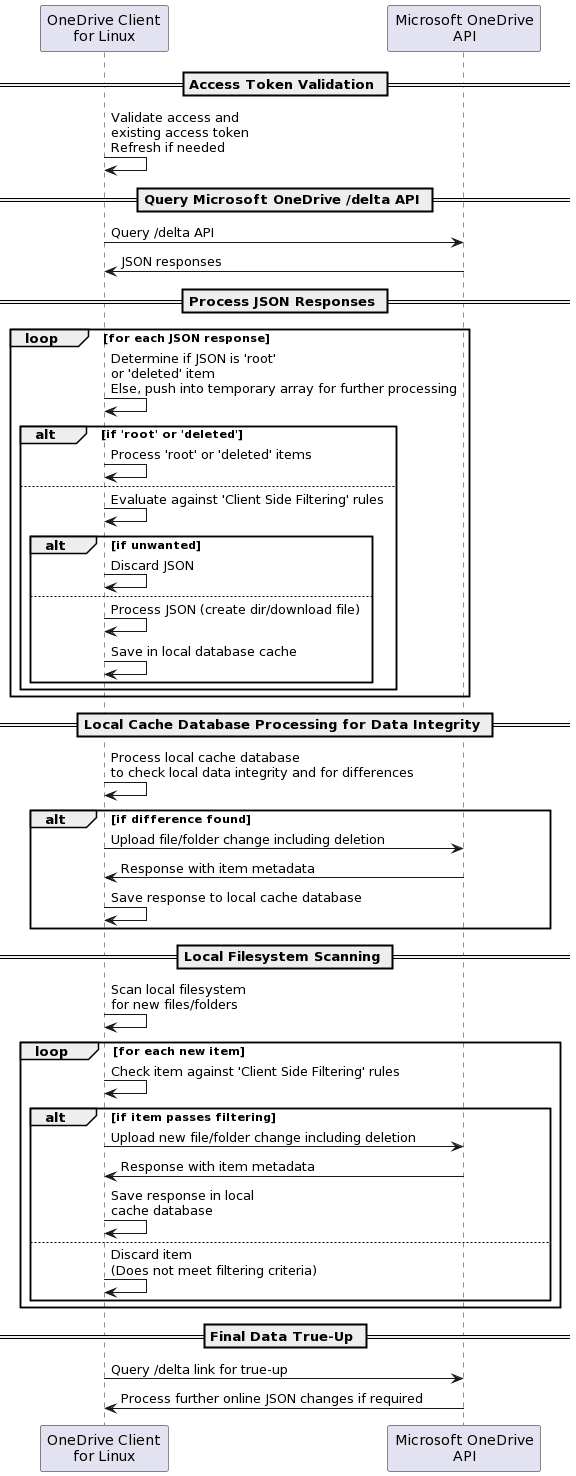 OneDrive Client
for Linux
Microsoft OneDrive
API
Access Token Validation
Validate access and
existing access token
Refresh if needed
Query Microsoft OneDrive /delta API
Query /delta API
JSON responses
Process JSON Responses
loop
[for each JSON response]
Determine if JSON is 'root'
or 'deleted' item
Else, push into temporary array for further processing
alt
[if 'root' or 'deleted']
Process 'root' or 'deleted' items
Evaluate against 'Client Side Filtering' rules
alt
[if unwanted]
Discard JSON
Process JSON (create dir/download file)
Save in local database cache
Local Cache Database Processing for Data Integrity
Process local cache database
to check local data integrity and for differences
alt
[if difference found]
Upload file/folder change including deletion
Response with item metadata
Save response to local cache database
Local Filesystem Scanning
Scan local filesystem
for new files/folders
loop
[for each new item]
Check item against 'Client Side Filtering' rules
alt
[if item passes filtering]
Upload new file/folder change including deletion
Response with item metadata
Save response in local
cache database
Discard item
(Does not meet filtering criteria)
Final Data True-Up
Query /delta link for true-up
Process further online JSON changes if required
OneDrive Client
for Linux
Microsoft OneDrive
API